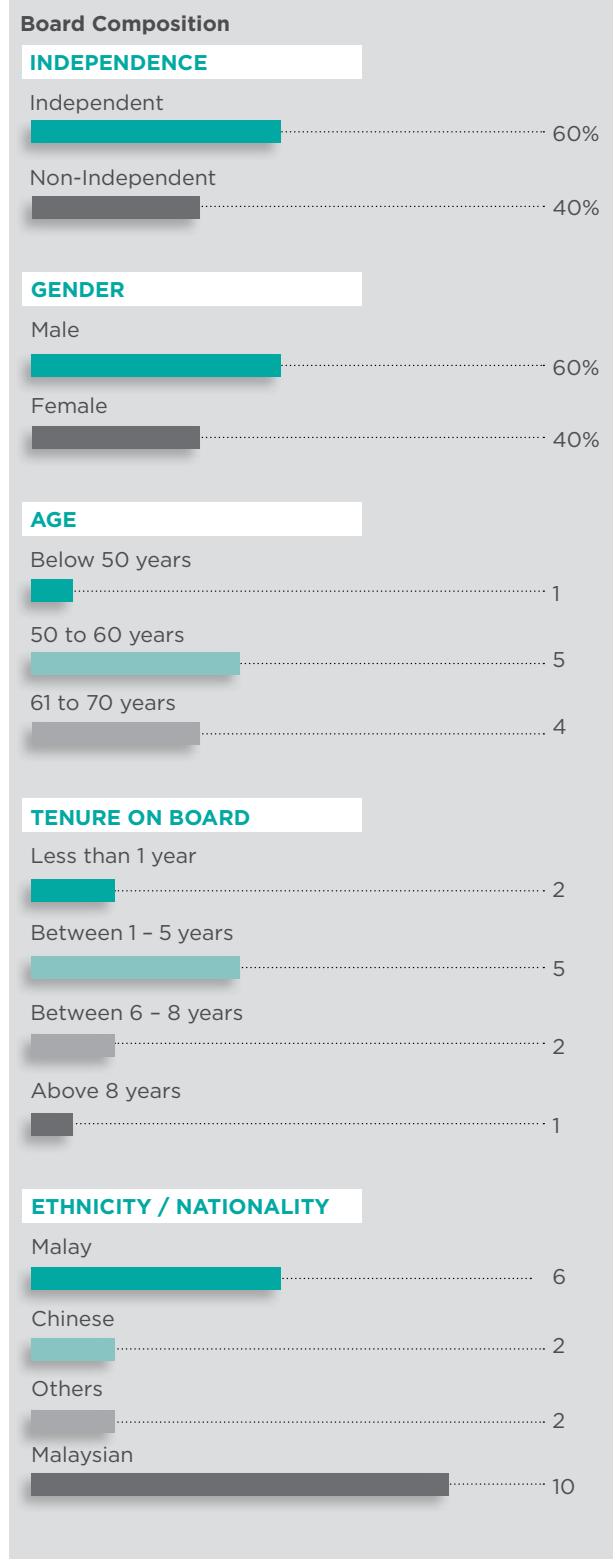 Board Composition
INDEPENDENCE
Independent
60%
Non-Independent
40%
GENDER
Male
60%
Female
40%
AGE
Below 50 years
1
50 to 60 years
5
61 to 70 years
4
TENURE ON BOARD
Less than 1 year
2
Between 1 – 5 years
5
Between 6 – 8 years
2
Above 8 years
1
ETHNICITY / NATIONALITY
Malay
6
Chinese
2
Others
2
Malaysian
10